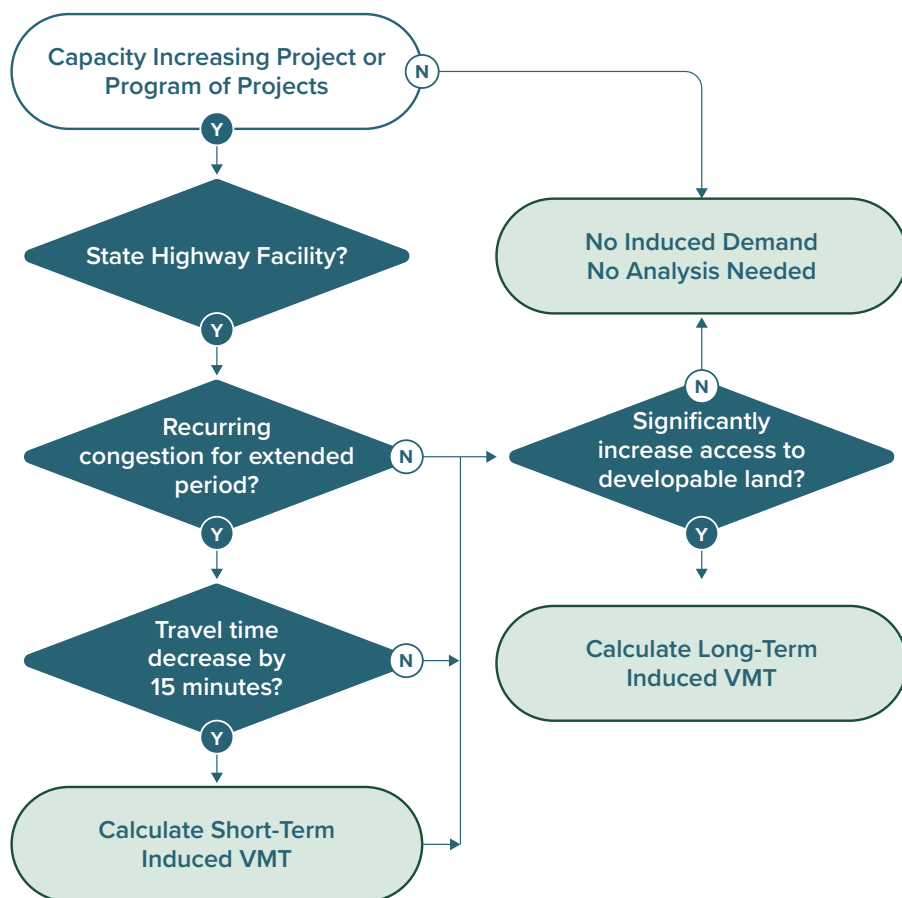 Capacity Increasing Project or
Program of Projects
N
Y
State Highway Facility?
Y
No Induced Demand
No Analysis Needed
Recurring
congestion for extended
period?
N
Y
N
Significantly
increase access to
developable land?
Y
Travel time
decrease by
15 minutes?
N
Y
Calculate Long-Term
Induced VMT
Calculate Short-Term
Induced VMT